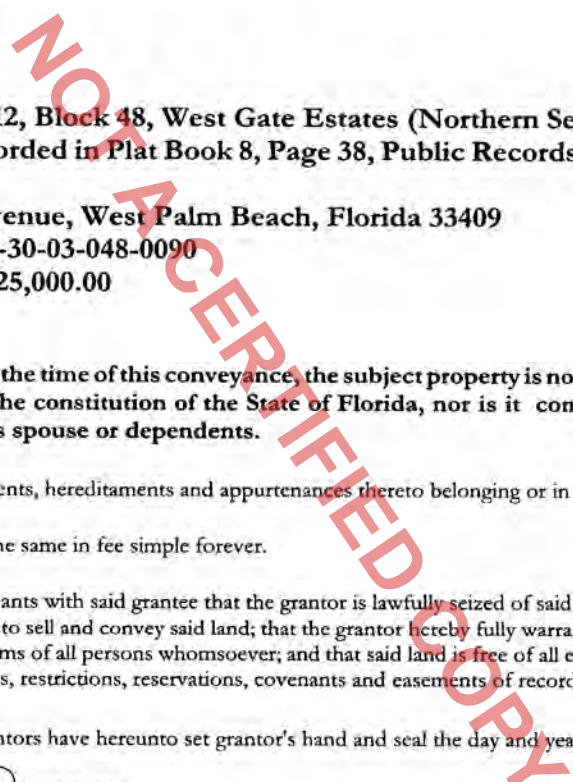 12, Block 48, West Gate Estates (Northern Se
orded in Plat Book 8, Page 38, Public Records
venue, West Palm Beach, Florida 33409
-30-03-048-0090
25,000.00
the time of this conveyance, the subject property is no
he constitution of the State of Florida, nor is it con
s spouse or dependents.
ents, hereditaments and appurtenances thereto belonging or in
he same in fee simple forever.
ants with said grantee that the grantor is lawfully seized of said
to sell and convey said land; that the grantor hereby fully warra
ms of all persons whomsoever; and that said land is free of all e
s, restrictions, reservations, covenants and easements of record
ntors have hereunto set grantor's hand and seal the day and yea
NOT A CERTIFIED COPY